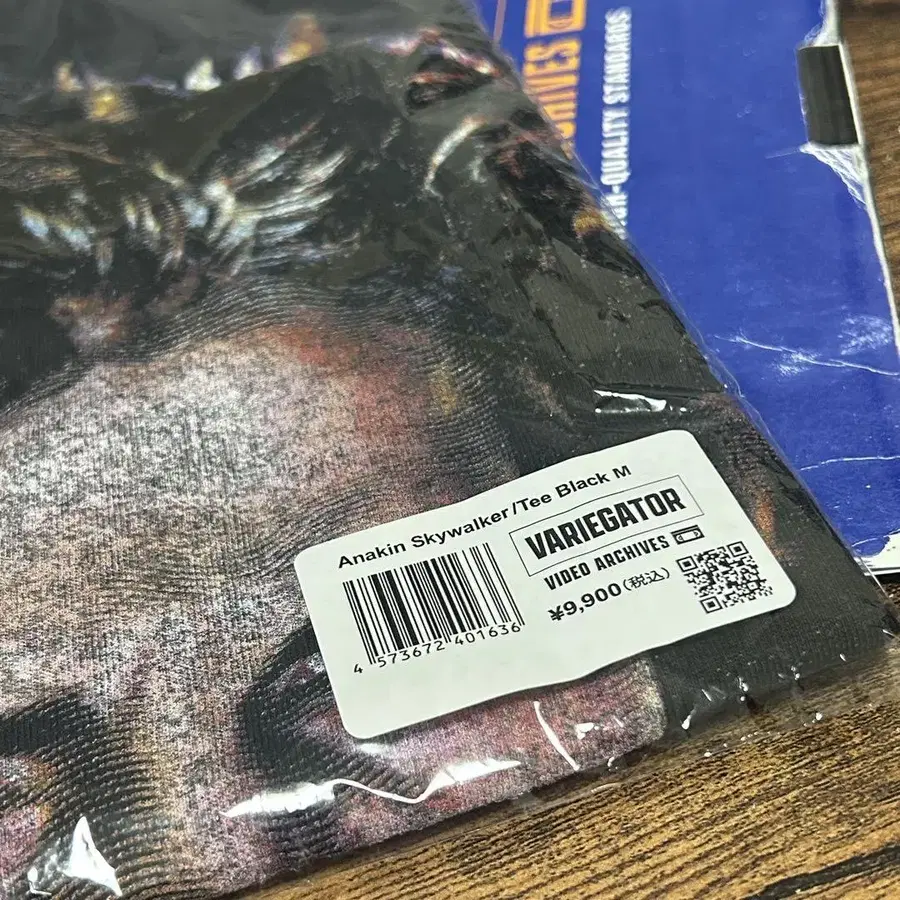 Anakin Skywalker/Tee Black M
VARIEGATOR
VIDEO ARCHIVES
¥9,900(税込)
4 573672 401636
-QUALITY STANDARDS